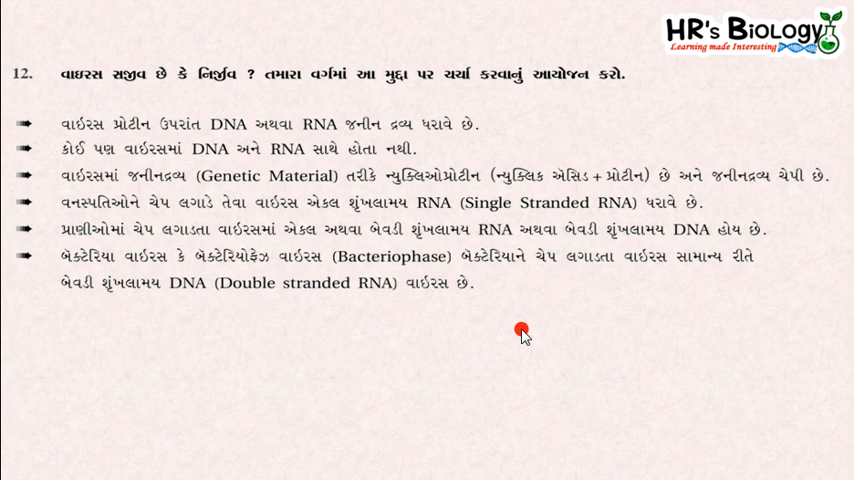 HR's Biology
Learning made Interesting
12. વાઇરસ સજીવ છે કે નિર્જીવ ? તમારા વર્ગમાં આ મુદ્દા પર ચર્ચા કરવાનું આયોજન કરો.
વાઇરસ પ્રોટીન ઉપરાંત DNA અથવા RNA જનીન દ્રવ્ય ધરાવે છે.
કોઈ પણ વાઇરસમાં DNA અને RNA સાથે હોતા નથી.
વાઇરસમાં જનીનદ્રવ્ય (Genetic Material) તરીકે ન્યુક્લિઓપ્રોટીન (ન્યુક્લિક ઍસિડ + પ્રોટીન) છે અને જનીનદ્રવ્ય ચેપી છે.
વનસ્પતિઓને ચેપ લગાડે તેવા વાઇરસ એકલ શૃંખલામય RNA (Single Stranded RNA) ધરાવે છે.
પ્રાણીઓમાં ચેપ લગાડતા વાઇરસમાં એકલ અથવા બેવડી શૃંખલામય RNA અથવા બેવડી શૃંખલામય DNA હોય છે.
બૅક્ટેરિયા વાઇરસ કે બૅક્ટેરિયોફેઝ વાઇરસ (Bacteriophase) બૅક્ટેરિયાને ચેપ લગાડતા વાઇરસ સામાન્ય રીતે
બેવડી શૃંખલામય DNA (Double stranded RNA) વાઇરસ છે.